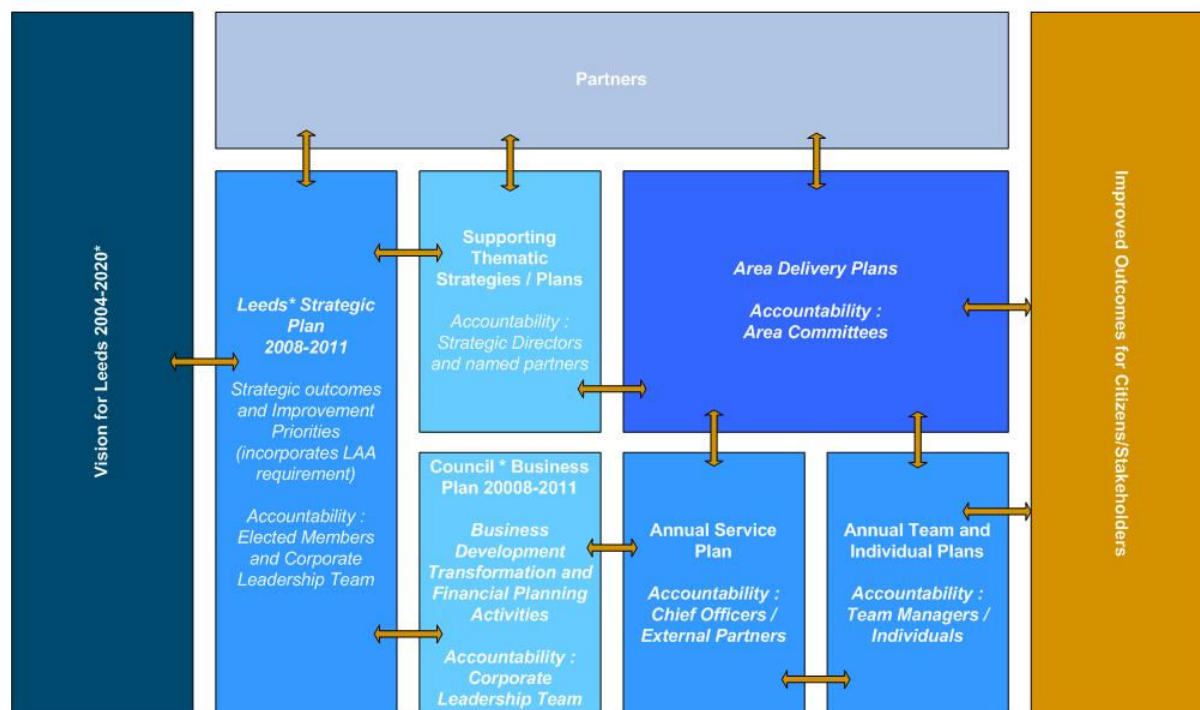 Vision for Leeds 2004-2020*
Partners
Leeds* Strategic
Plan
2008-2011
Strategic outcomes
and Improvement
Priorities
(incorporates LAA
requirement)
Accountability :
Elected Members
and Corporate
Leadership Team
Supporting
Thematic
Strategies / Plans
Accountability :
Strategic Directors
and named partners
Area Delivery Plans
Accountability :
Area Committees
Council * Business
Plan 20008-2011
Business
Development
Transformation and
Financial Planning
Activities
Accountability :
Corporate
Leadership Team
Annual Service
Plan
Accountability :
Chief Officers /
External Partners
Annual Team and
Individual Plans
Accountability :
Team Managers /
Individuals
Improved Outcomes for Citizens/Stakeholders